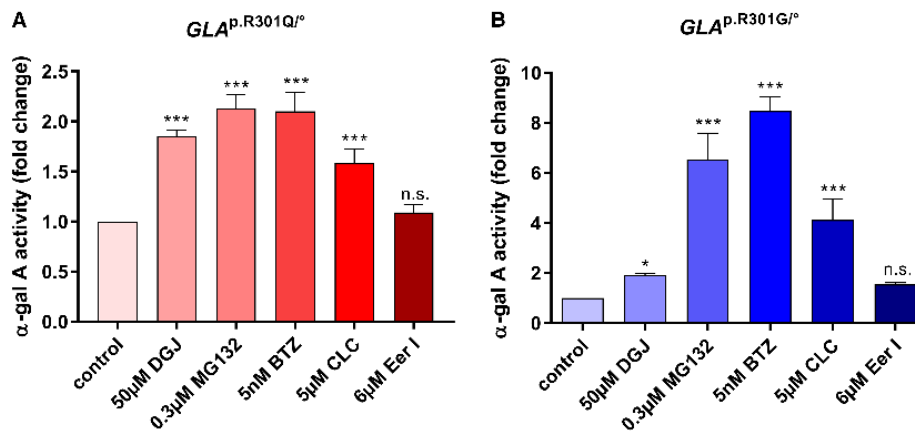 A
GLA^p.R301Q/°
α-gal A activity (fold change)
2.5
2.0
1.5
1.0
0.5
0.0
***
***
***
***
n.s.
control
50µM DGJ
0.3µM MG132
5nM BTZ
5µM CLC
6µM Eer I
B
GLA^p.R301G/°
α-gal A activity (fold change)
10
8
6
4
2
0
*
***
***
***
n.s.
control
50µM DGJ
0.3µM MG132
5nM BTZ
5µM CLC
6µM Eer I